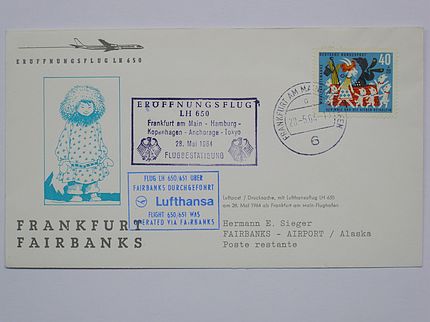 ERÖFFNUNGSFLUG LH 650
ERÖFFNUNGSFLUG
LH 650
Frankfurt am Main - Hamburg -
Kopenhagen - Anchorage - Tokyo
28. Mai 1964
FLUGBESTÄTIGUNG
40
FRANKFURT AM MAIN
6
FLUG LH 650/651 ÜBER
FAIRBANKS DURCHGEFÜHRT
Lufthansa
FLIGHT 650/651 WAS
OPERATED VIA FAIRBANKS
Luftpost / Drucksache, mit Lufthansaflug LH 650
am 28. Mai 1964 ab Frankfurt am Main-Flughafen
FRANKFURT
FAIRBANKS
Hermann E. Sieger
FAIRBANKS - AIRPORT / Alaska
Poste restante